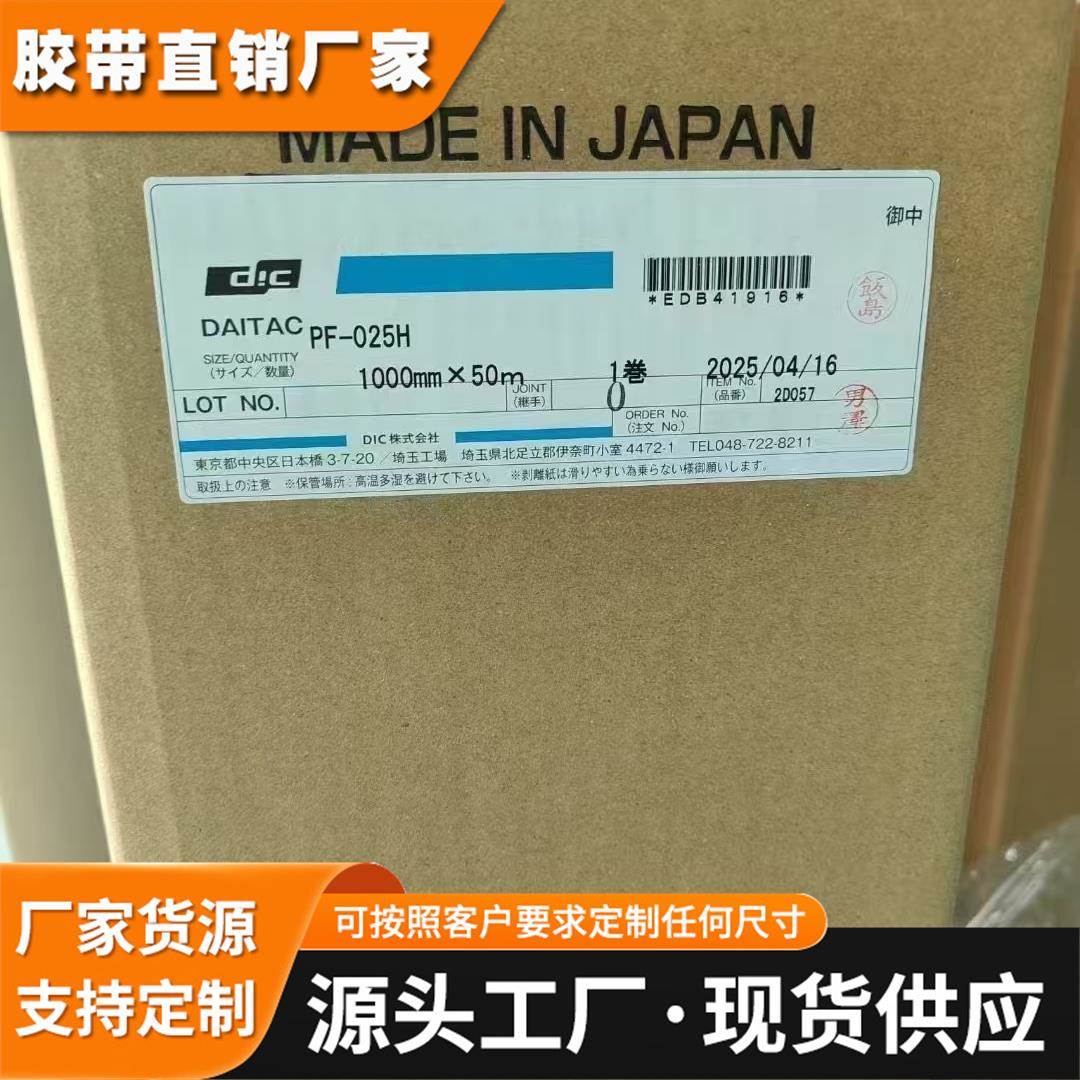 胶带直销厂家
MADE IN JAPAN
御中
dic
*EDB41916*
飯島
DAITAC PF-025H
SIZE/QUANTITY
(サイズ/数量)
1000mm×50m
1巻
2025/04/16
LOT NO.
JOINT
(継手)
0
ITEM No.
(品番)
2D057
男澤
ORDER No.
(注文 No.)
DIC株式会社
東京都中央区日本橋 3-7-20 ／埼玉工場 埼玉県北足立郡伊奈町小室 4472-1 TEL048-722-8211
取扱上の注意 ※保管場所:高温多湿を避けて下さい。 ※剥離紙は滑りやすい為乗らない様御願いします。
厂家货源
支持定制
可按照客户要求定制任何尺寸
源头工厂·现货供应